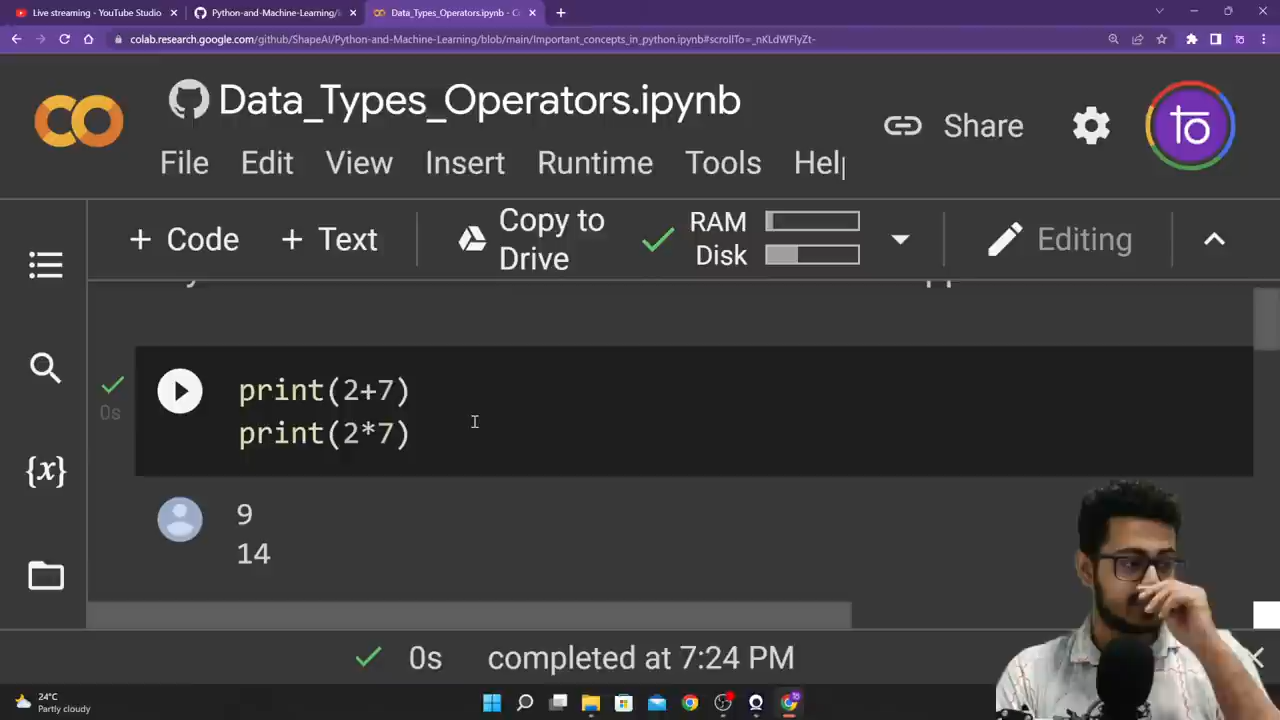 Live streaming - YouTube Studio
Python-and-Machine-Learning/
Data_Types_Operators.ipynb - C
colab.research.google.com/github/ShapeAI/Python-and-Machine-Learning/blob/main/Important_concepts_in_python.ipynb#scrollTo=_nKLdWFlyZt-
Data_Types_Operators.ipynb
Share
to
File Edit View Insert Runtime Tools Help
+ Code + Text
Copy to
Drive
RAM
Disk
Editing
print(2+7)
0s
print(2*7)
{x}
9
14
0s completed at 7:24 PM
24°C
Partly cloudy